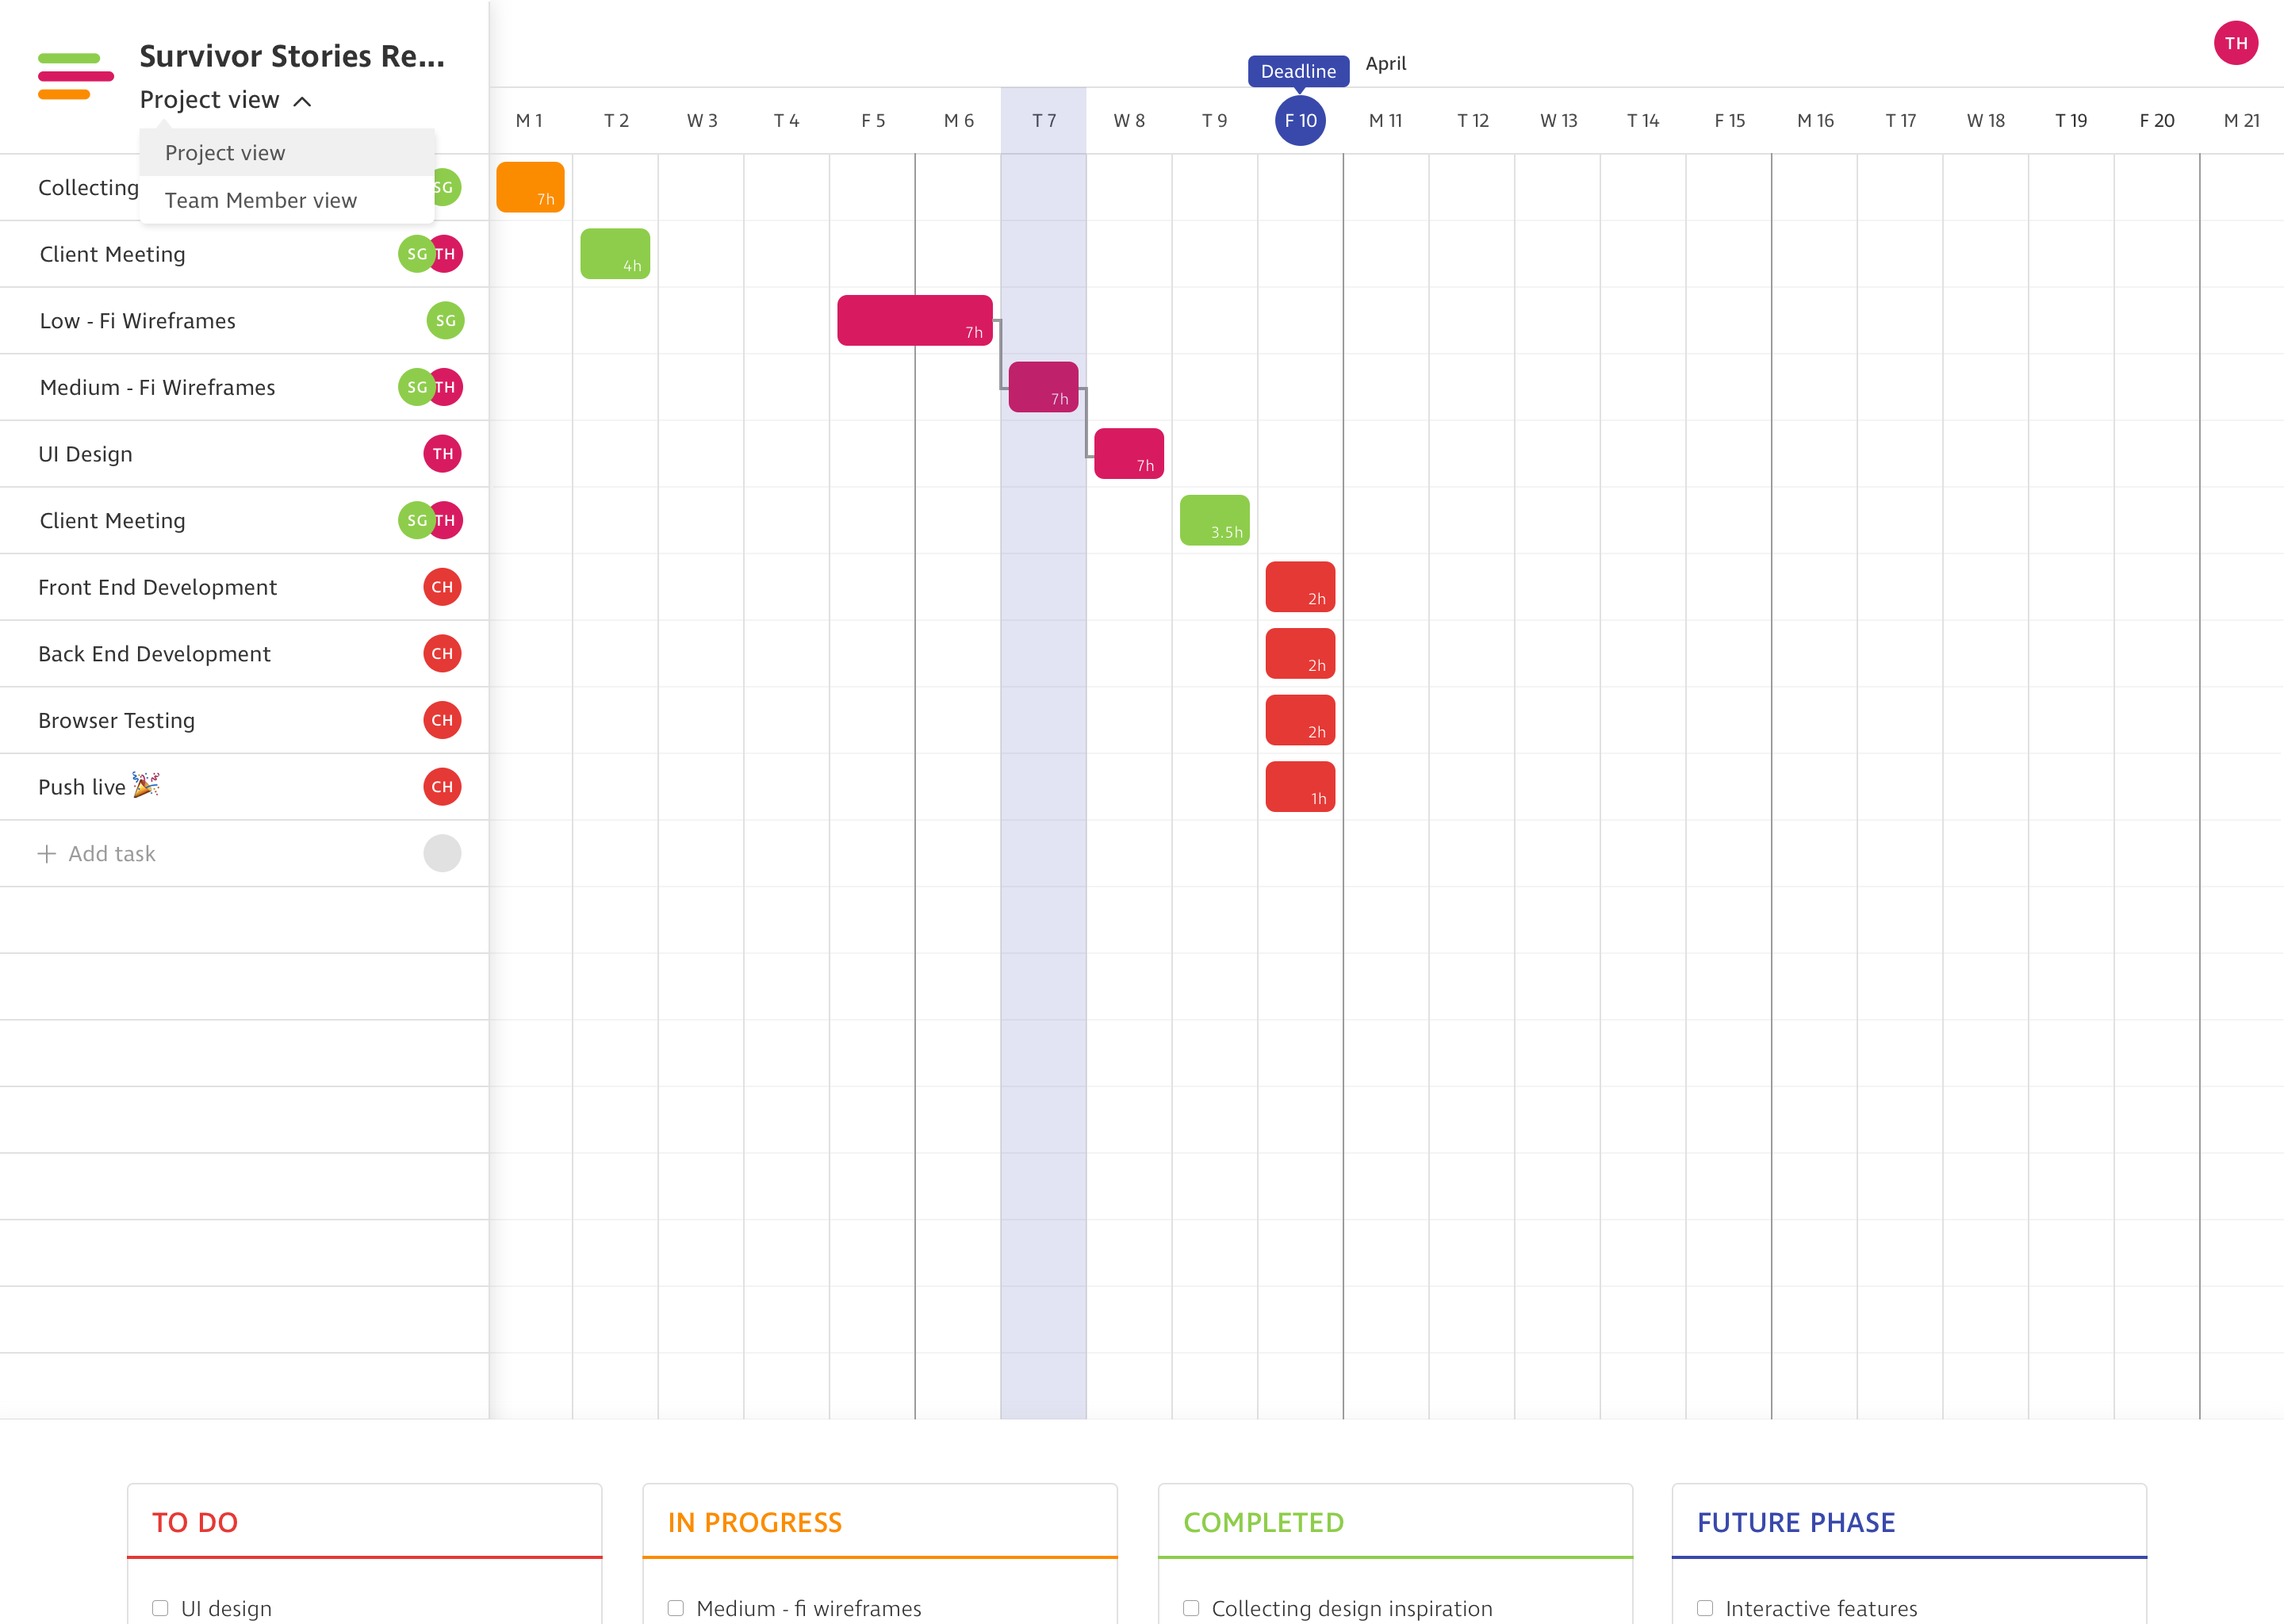 Survivor Stories Re...
Project view
Project view
Team Member view
Deadline
April
TH
M 1 T 2 W 3 T 4 F 5 M 6 T 7 W 8 T 9 F 10 M 11 T 12 W 13 T 14 F 15 M 16 T 17 W 18 T 19 F 20 M 21
Collecting SG 7h
Client Meeting SG TH 4h
Low - Fi Wireframes SG 7h
Medium - Fi Wireframes SG TH 7h
UI Design TH 7h
Client Meeting SG TH 3.5h
Front End Development CH 2h
Back End Development CH 2h
Browser Testing CH 2h
Push live 🎉 CH 1h
+ Add task
TO DO
UI design
IN PROGRESS
Medium - fi wireframes
COMPLETED
Collecting design inspiration
FUTURE PHASE
Interactive features